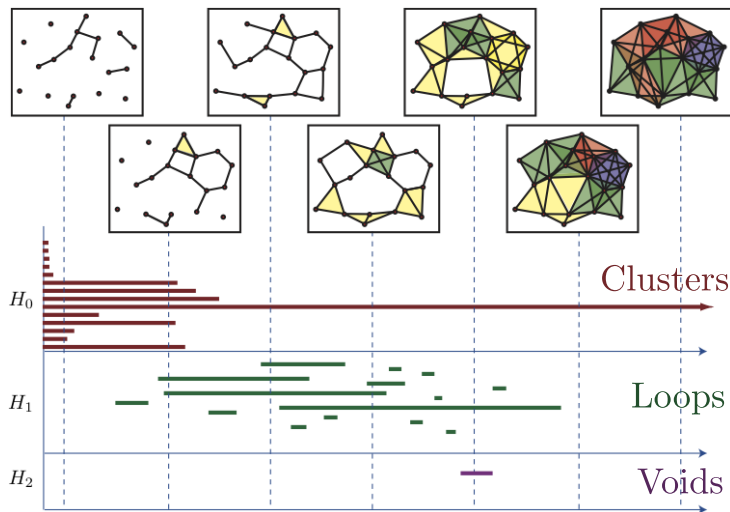 Clusters
H₀
H₁
Loops
H₂
Voids